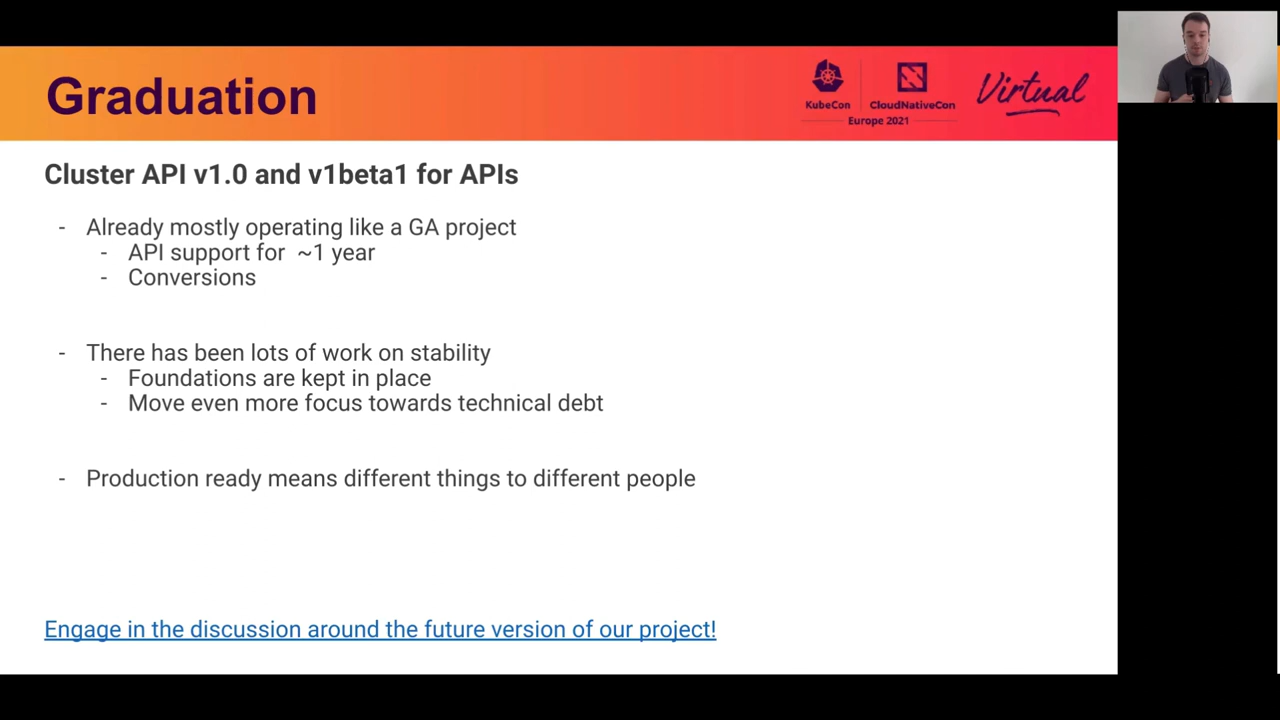 Graduation
KubeCon
CloudNativeCon
Europe 2021
Virtual
Cluster API v1.0 and v1beta1 for APIs
- Already mostly operating like a GA project
- API support for ~1 year
- Conversions
- There has been lots of work on stability
- Foundations are kept in place
- Move even more focus towards technical debt
- Production ready means different things to different people
Engage in the discussion around the future version of our project!